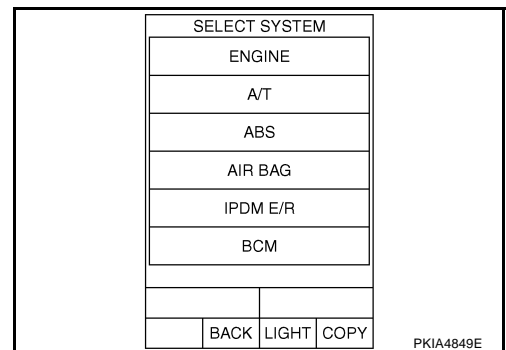 SELECT SYSTEM
ENGINE
A/T
ABS
AIR BAG
IPDM E/R
BCM
BACK LIGHT COPY
PKIA4849E